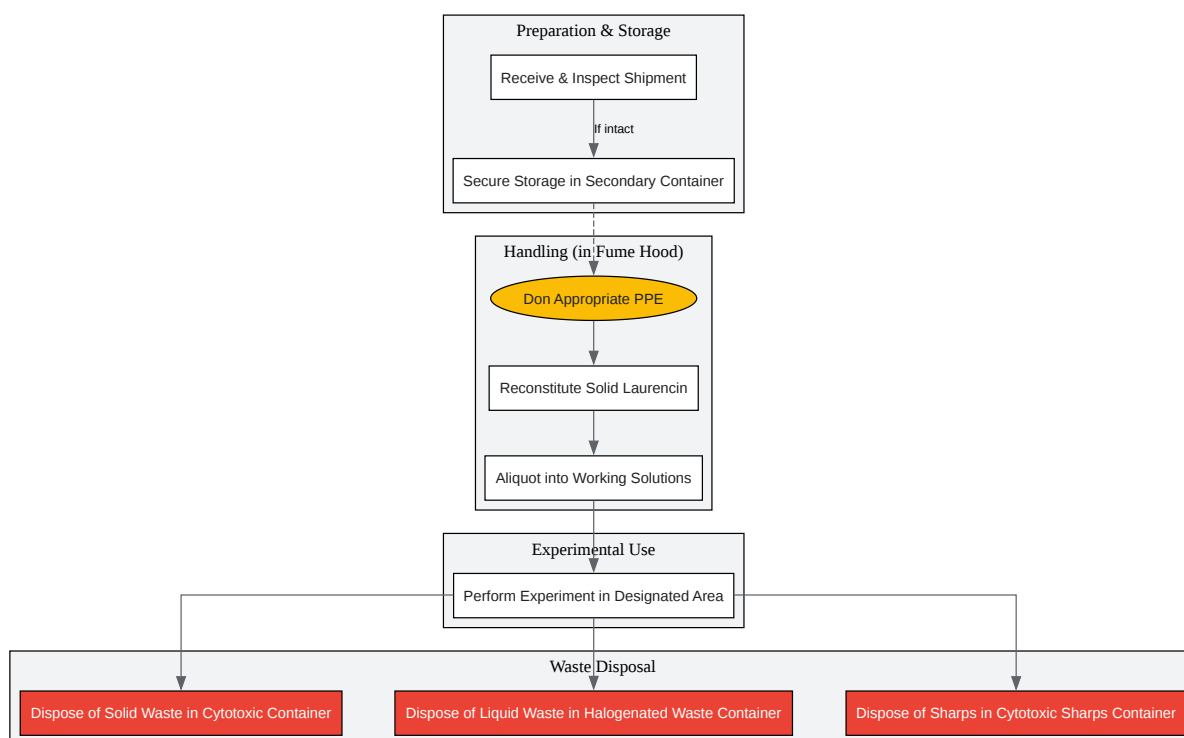 Preparation & Storage
Receive & Inspect Shipment
If intact
Secure Storage in Secondary Container
Handling (in Fume Hood)
Don Appropriate PPE
Reconstitute Solid Laurencin
Aliquot into Working Solutions
Experimental Use
Perform Experiment in Designated Area
Waste Disposal
Dispose of Solid Waste in Cytotoxic Container
Dispose of Liquid Waste in Halogenated Waste Container
Dispose of Sharps in Cytotoxic Sharps Container